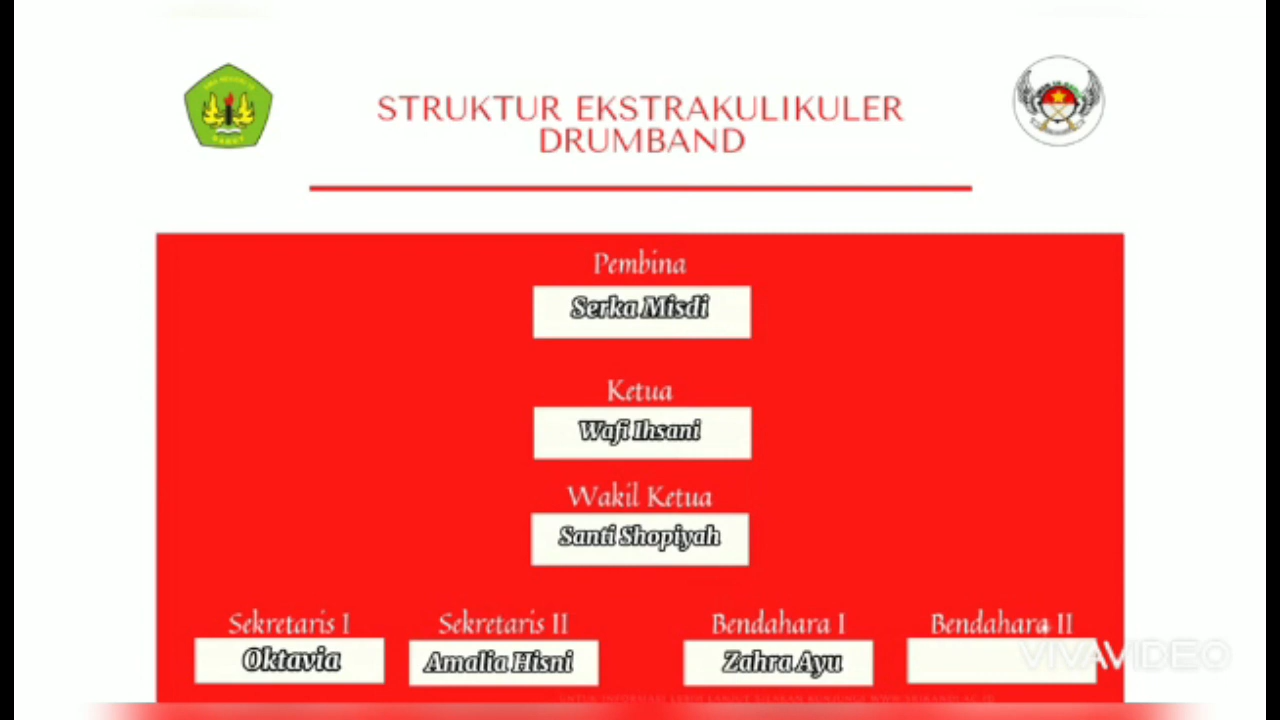 STRUKTUR EKSTRAKULIKULER
DRUMBAND
Pembina
Serka Misdi
Ketua
Wafi Ihsani
Wakil Ketua
Santi Shopiyah
Sekretaris I
Sekretaris II
Bendahara I
Bendahara II
Oktavia
Amalia Hisni
Zahra Ayu
VIVAVIDEO